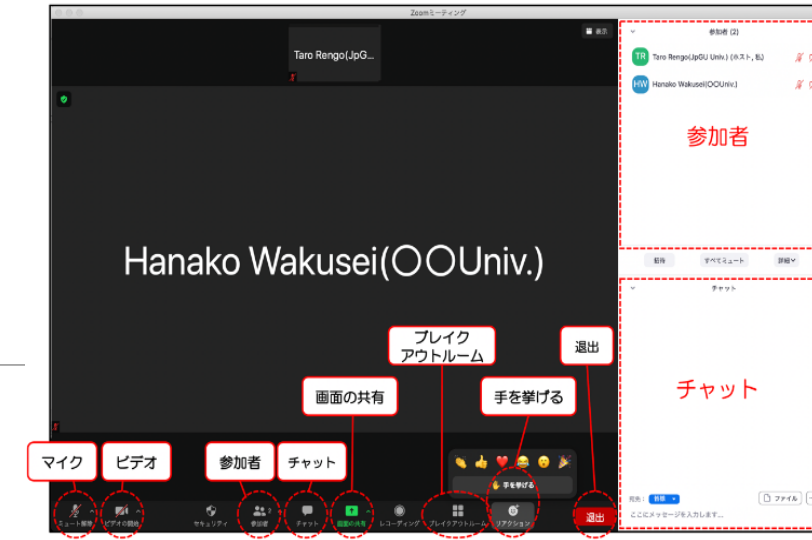 Zoomミーティング
表示
Taro Rengo(JpG...
参加者 (2)
TR Taro Rengo(JpGU Univ.) (ホスト, 私)
HW Hanako Wakusei(〇〇Univ.)
参加者
Hanako Wakusei(〇〇Univ.)
招待 すべてミュート 詳細
チャット
チャット
ブレイク
アウトルーム
退出
画面の共有
手を挙げる
マイク
ビデオ
参加者
チャット
手を挙げる
宛先: 皆様
ファイル
ここにメッセージを入力します...
ミュート解除
ビデオの開始
セキュリティ
参加者
2
チャット
画面の共有
レコーディング
ブレイクアウトルーム
リアクション
退出